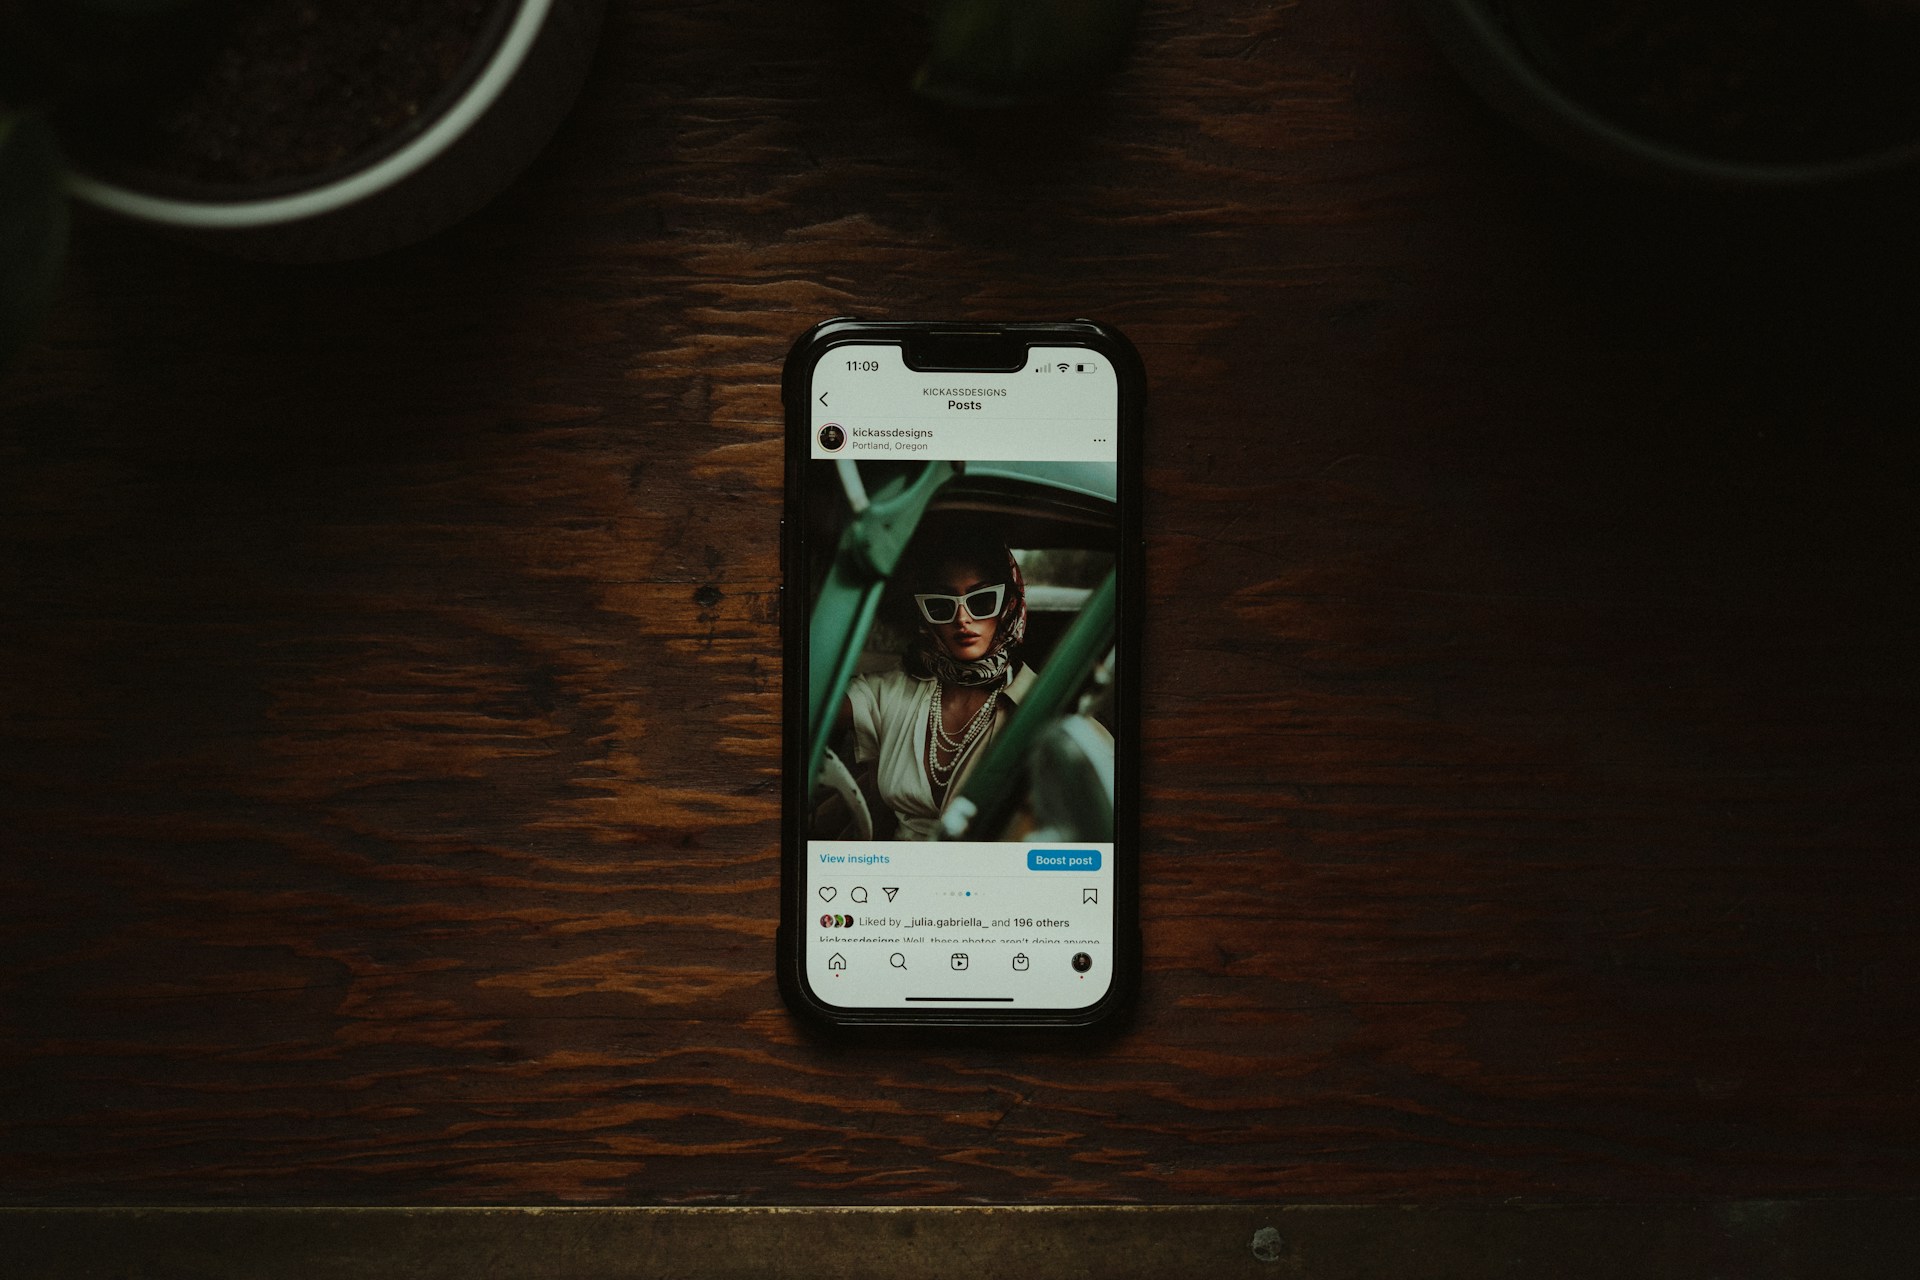 11:09
KICKASSDESIGNS
Posts
kickassdesigns
Portland, Oregon
View insights
Boost post
Liked by _julia.gabriella_ and 196 others
kickassdesigns Well, these photos aren't doing anyone